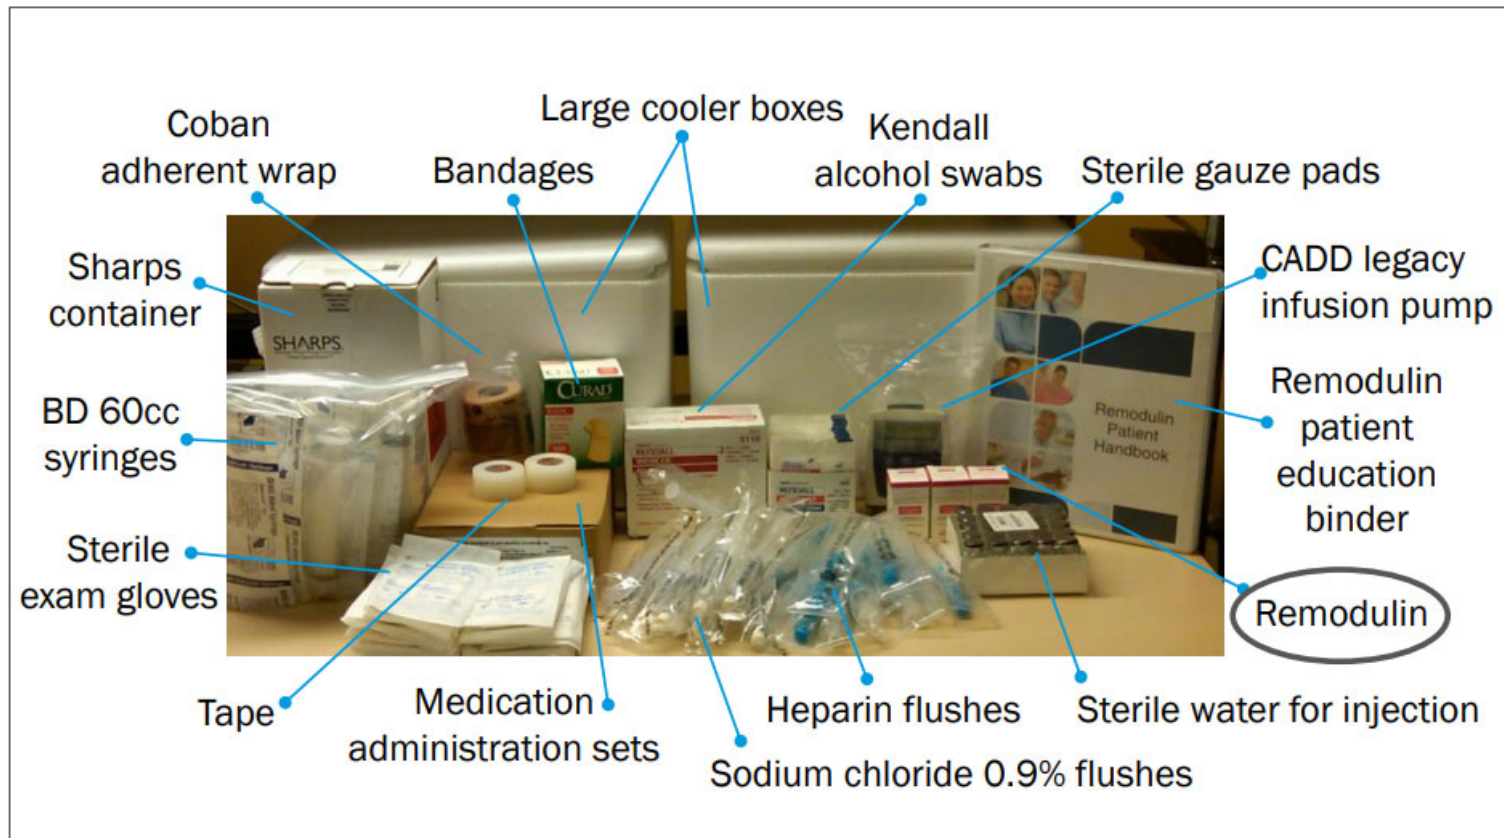 Large cooler boxes
Coban
adherent wrap
Bandages
Kendall
alcohol swabs
Sterile gauze pads
Sharps
container
CADD legacy
infusion pump
BD 60cc
syringes
Remodulin
patient
education
binder
Sterile
exam gloves
Remodulin
Tape
Medication
administration sets
Heparin flushes
Sterile water for injection
Sodium chloride 0.9% flushes
SHARPS
CURAD
KENDALL
Remodulin
Patient
Handbook